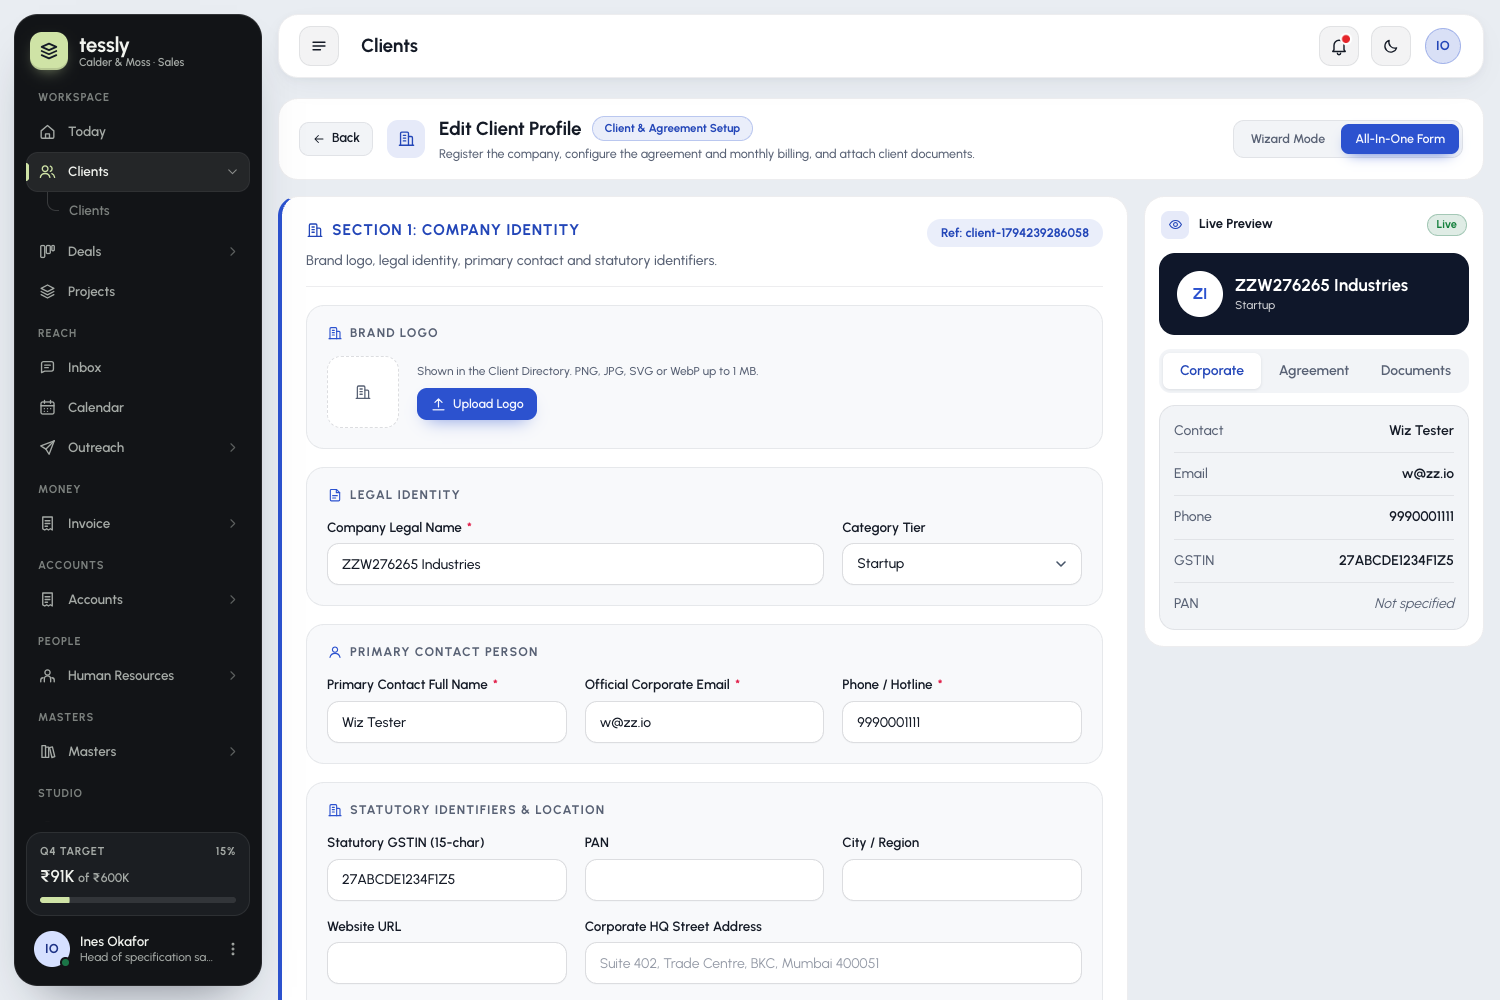 tessly
Calder & Moss · Sales
WORKSPACE
Today
Clients
Clients
Deals
Projects
REACH
Inbox
Calendar
Outreach
MONEY
Invoice
ACCOUNTS
Accounts
PEOPLE
Human Resources
MASTERS
Masters
STUDIO
Q4 TARGET 15%
₹91K of ₹600K
IO
Ines Okafor
Head of specification sa...
Clients
IO
Back
Edit Client Profile
Client & Agreement Setup
Register the company, configure the agreement and monthly billing, and attach client documents.
Wizard Mode
All-In-One Form
SECTION 1: COMPANY IDENTITY
Ref: client-1794239286058
Brand logo, legal identity, primary contact and statutory identifiers.
BRAND LOGO
Shown in the Client Directory. PNG, JPG, SVG or WebP up to 1 MB.
Upload Logo
LEGAL IDENTITY
Company Legal Name *
Category Tier
ZZW276265 Industries
Startup
PRIMARY CONTACT PERSON
Primary Contact Full Name *
Official Corporate Email *
Phone / Hotline *
Wiz Tester
w@zz.io
9990001111
STATUTORY IDENTIFIERS & LOCATION
Statutory GSTIN (15-char)
PAN
City / Region
27ABCDE1234F1Z5
Website URL
Corporate HQ Street Address
Suite 402, Trade Centre, BKC, Mumbai 400051
Live Preview
Live
ZI
ZZW276265 Industries
Startup
Corporate
Agreement
Documents
Contact Wiz Tester
Email w@zz.io
Phone 9990001111
GSTIN 27ABCDE1234F1Z5
PAN Not specified